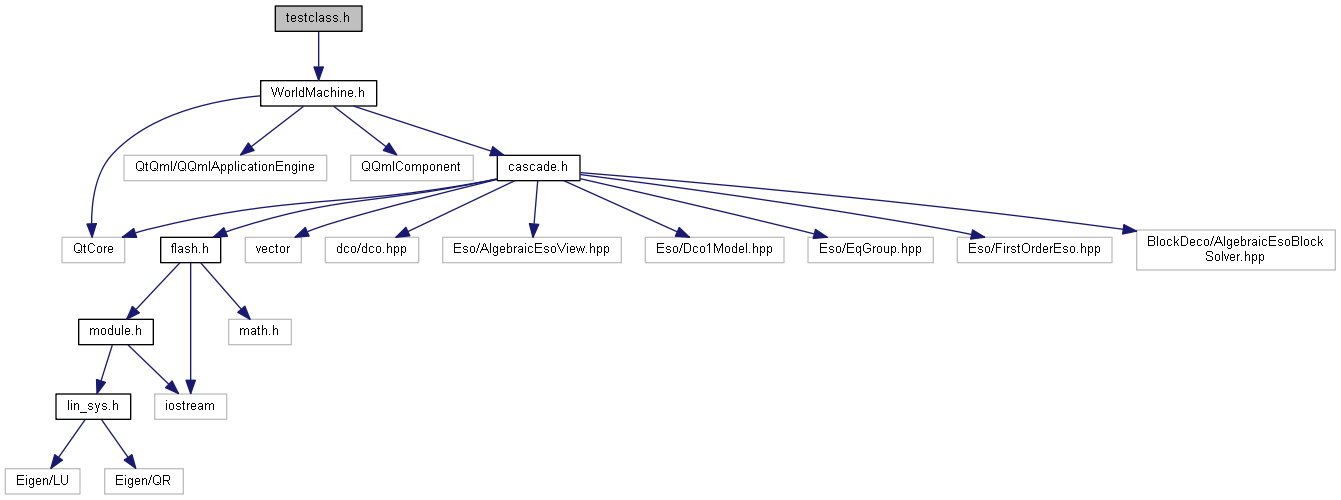 testclass.h
WorldMachine.h
QtQml/QQmlApplicationEngine
QQmlComponent
cascade.h
QtCore
flash.h
vector
dco/dco.hpp
Eso/AlgebraicEsoView.hpp
Eso/Dco1Model.hpp
Eso/EqGroup.hpp
Eso/FirstOrderEso.hpp
BlockDeco/AlgebraicEsoBlock
Solver.hpp
module.h
math.h
lin_sys.h
iostream
Eigen/LU
Eigen/QR